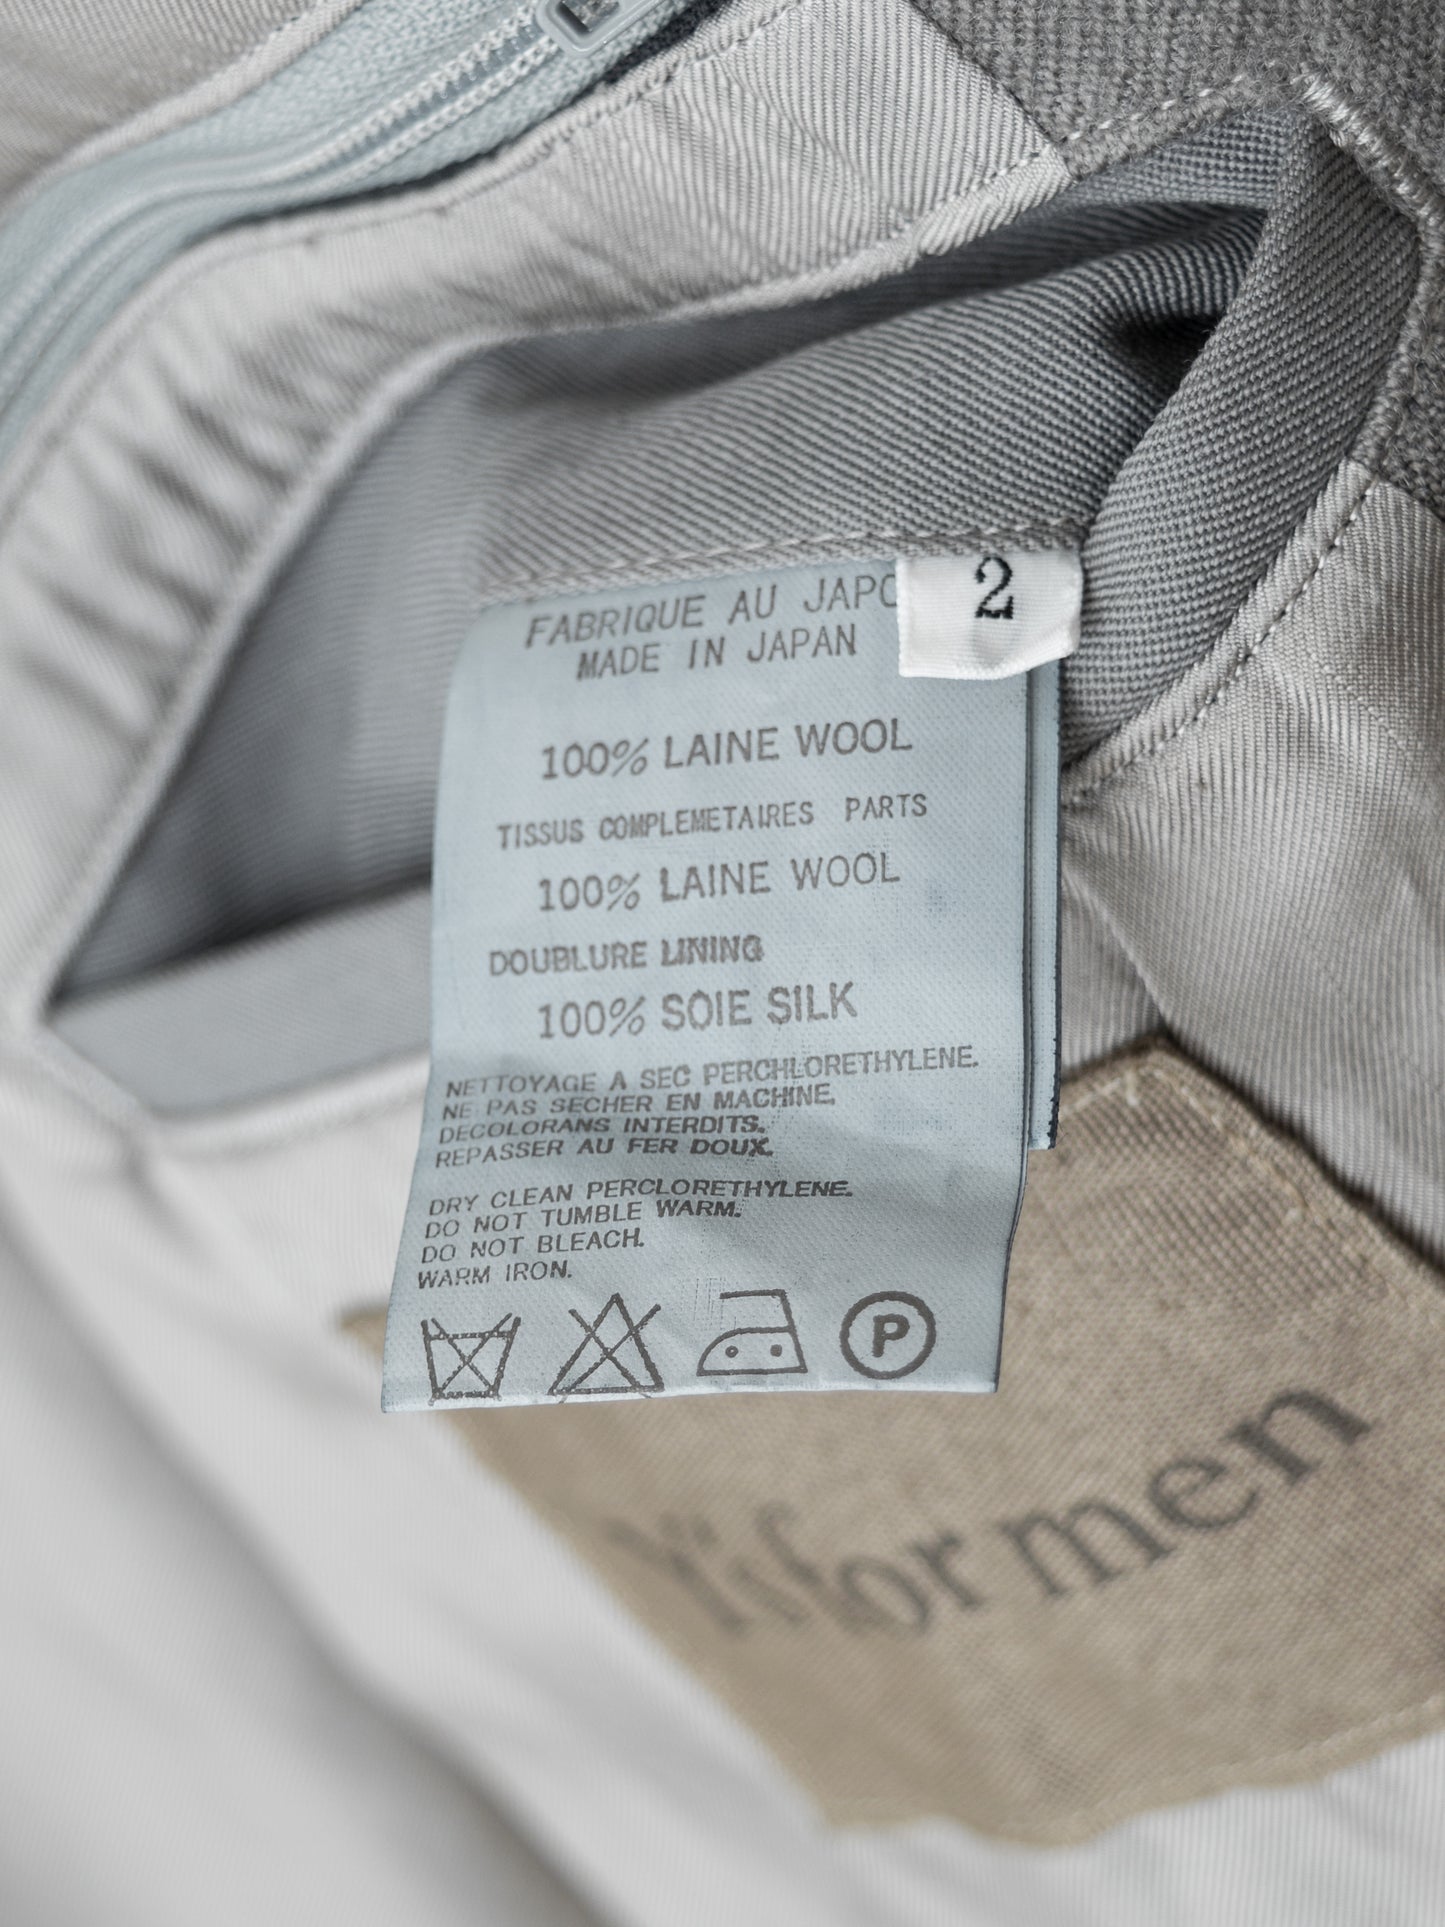 2
FABRIQUE AU JAPO
MADE IN JAPAN
100% LAINE WOOL
TISSUS COMPLEMETAIRES PARTS
100% LAINE WOOL
DOUBLURE LINING
100% SOIE SILK
NETTOYAGE A SEC PERCHLORETHYLENE.
NE PAS SECHER EN MACHINE.
DECOLORANS INTERDITS.
REPASSER AU FER DOUX.
DRY CLEAN PERCLORETHYLENE.
DO NOT TUMBLE WARM.
DO NOT BLEACH.
WARM IRON.
P
Y's for men